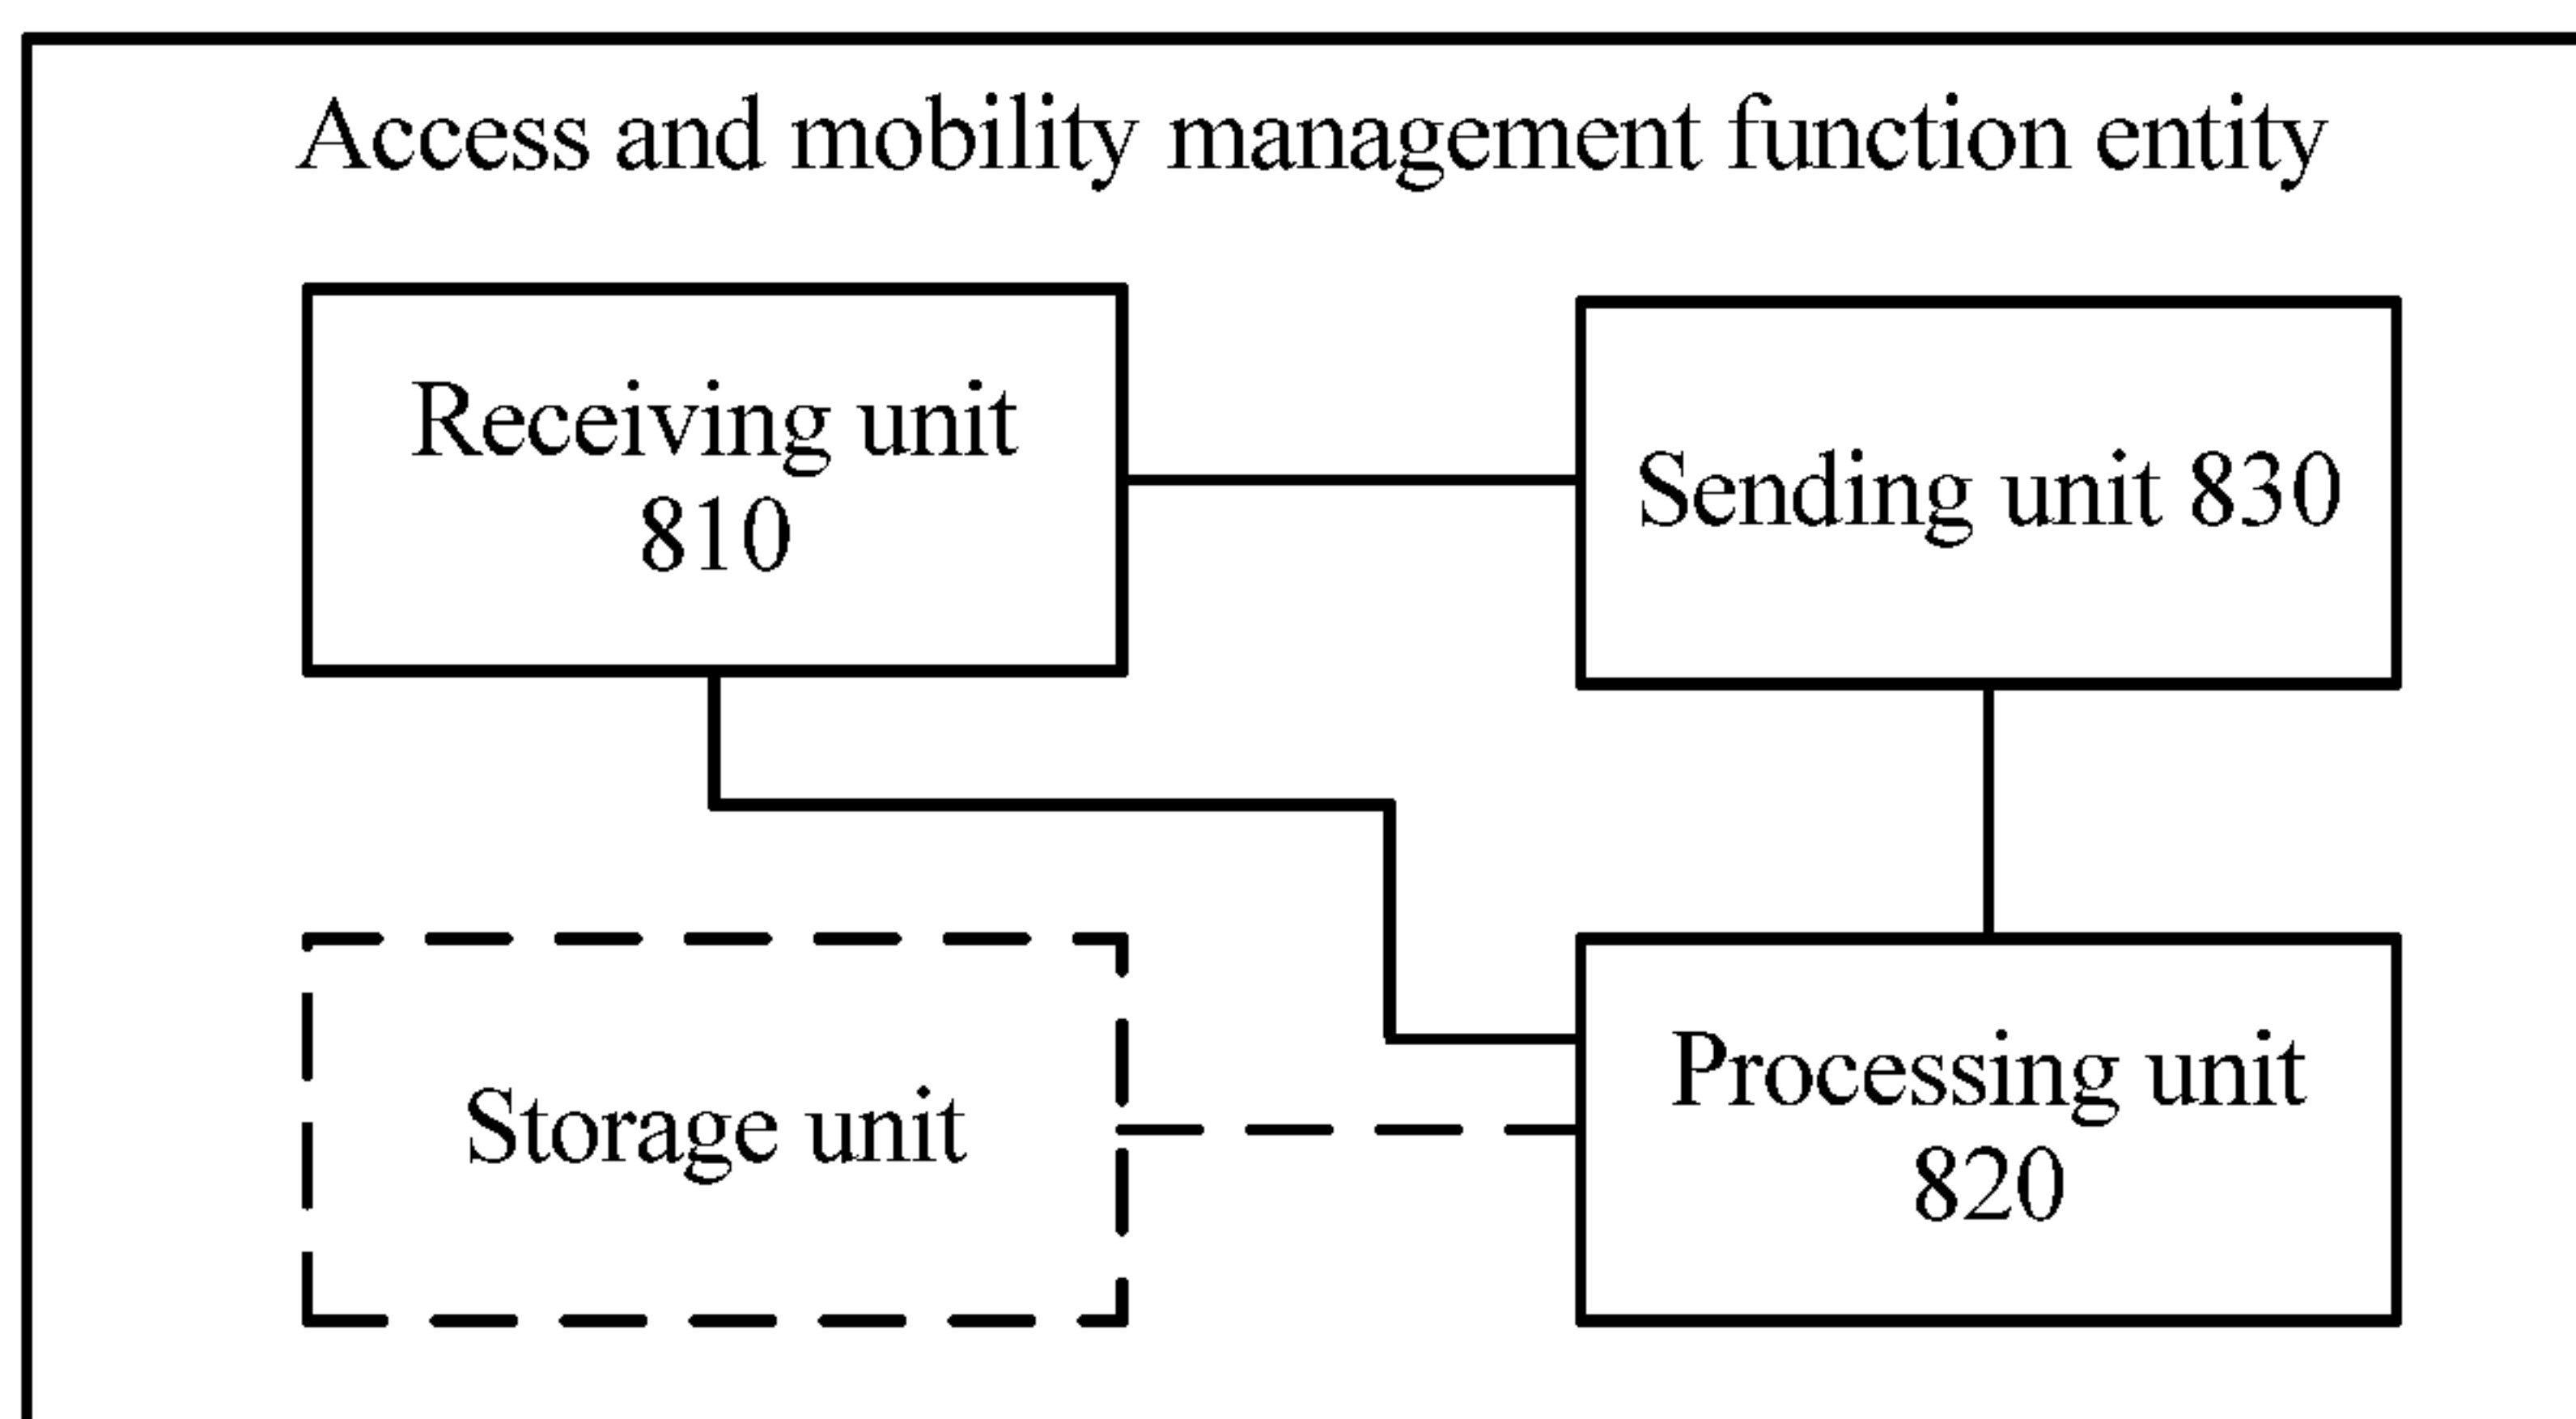 Access and mobility management function entity
Receiving unit
810
Sending unit 830
Storage unit
Processing unit
820